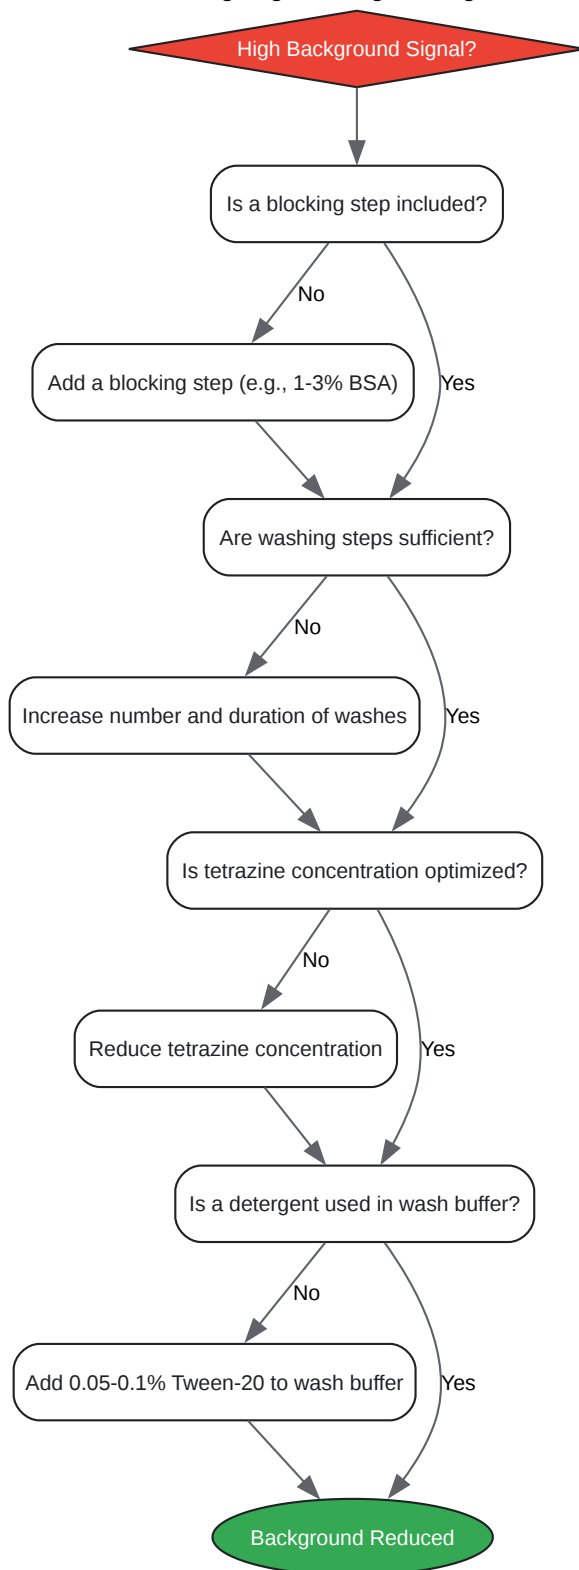 High Background Signal?
Is a blocking step included?
No
Add a blocking step (e.g., 1-3% BSA)
Yes
Are washing steps sufficient?
No
Increase number and duration of washes
Yes
Is tetrazine concentration optimized?
No
Reduce tetrazine concentration
Yes
Is a detergent used in wash buffer?
No
Add 0.05-0.1% Tween-20 to wash buffer
Yes
Background Reduced